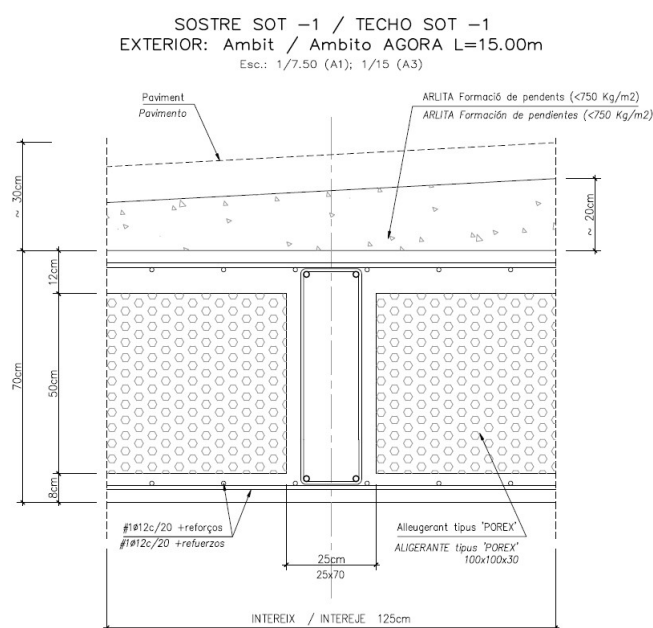 SOSTRE SOT -1 / TECHO SOT -1
EXTERIOR: Ambit / Ambito AGORA L=15.00m
Esc.: 1/7.50 (A1); 1/15 (A3)
Paviment
Pavimento
ARLITA Formació de pendents (<750 Kg/m2)
ARLITA Formación de pendientes (<750 Kg/m2)
~ 30cm
~ 20cm
12cm
70cm
50cm
8cm
#1ø12c/20 +reforços
#1ø12c/20 +refuerzos
Alleugerant tipus 'POREX'
ALIGERANTE tipus 'POREX'
100x100x30
25cm
25x70
INTEREIX / INTEREJE 125cm